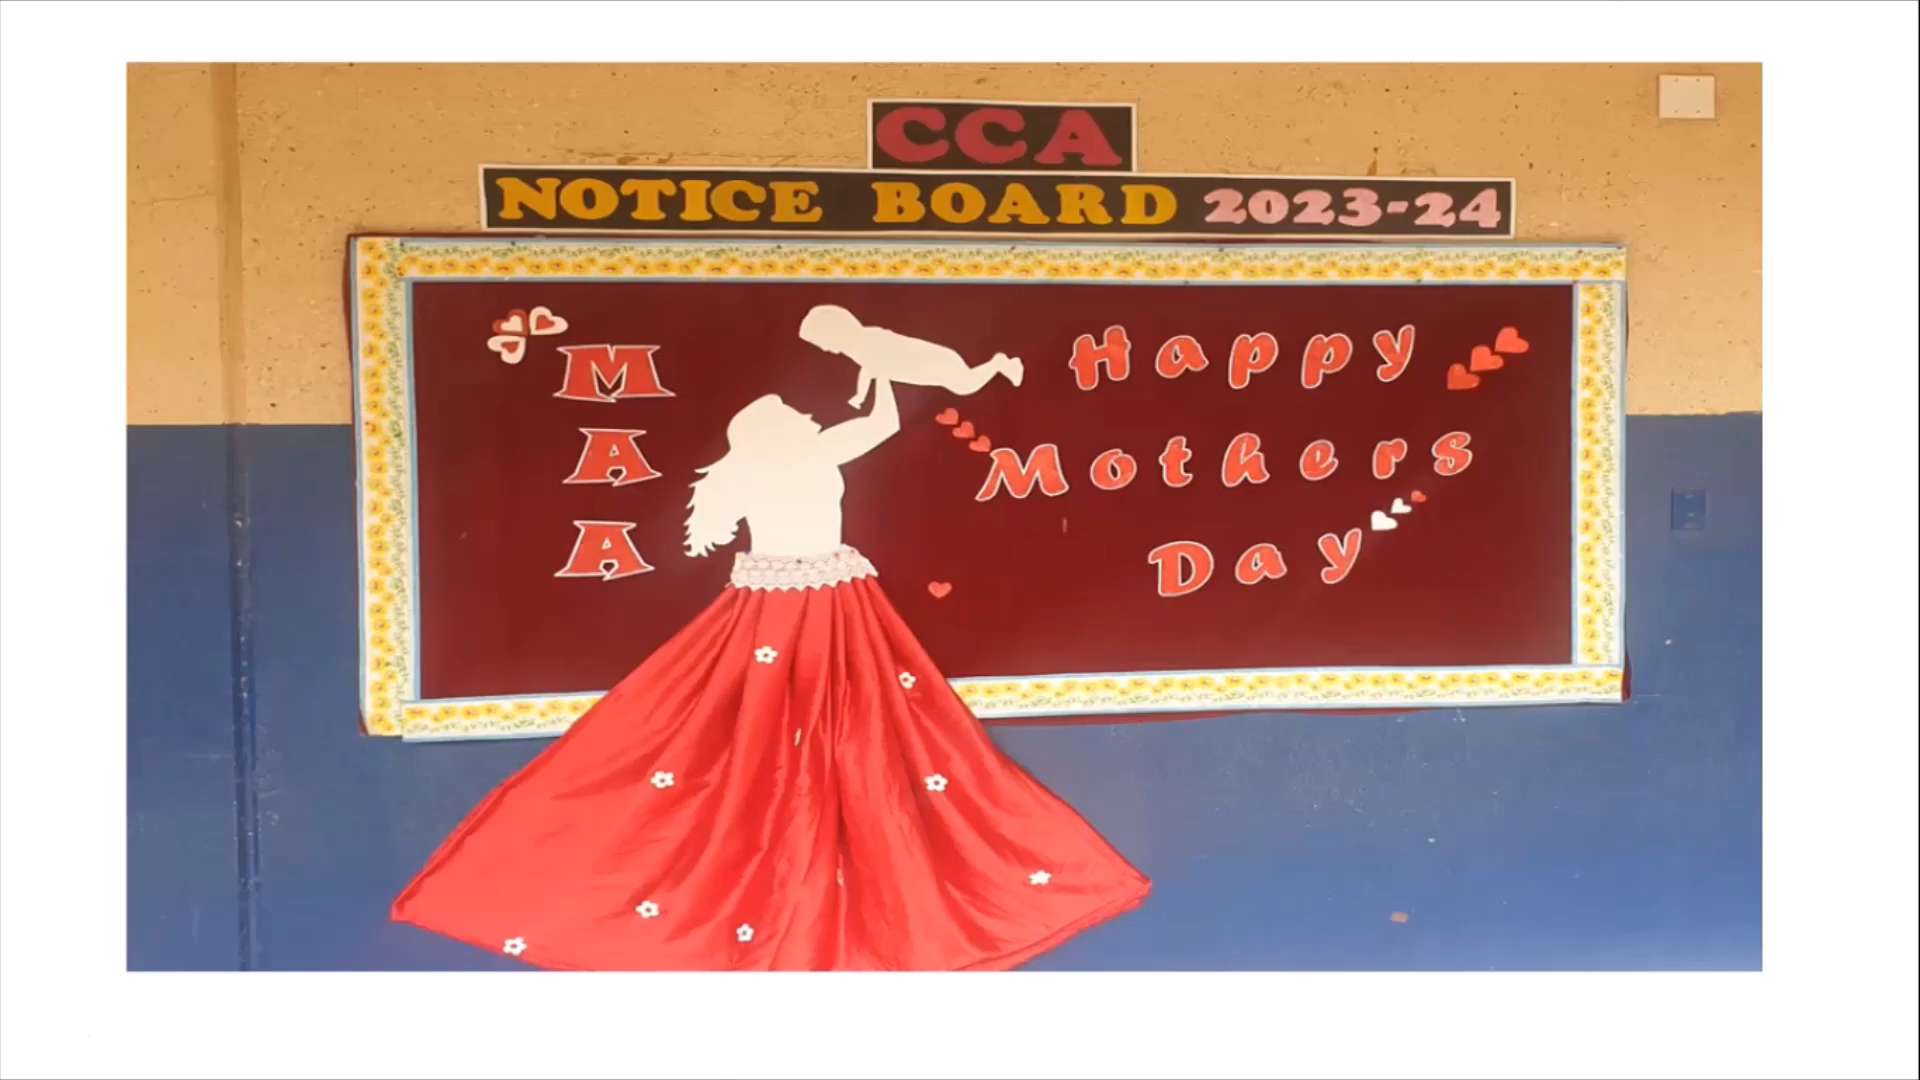 CCA
NOTICE BOARD 2023-24
M
A
A
Happy
Mothers
Day